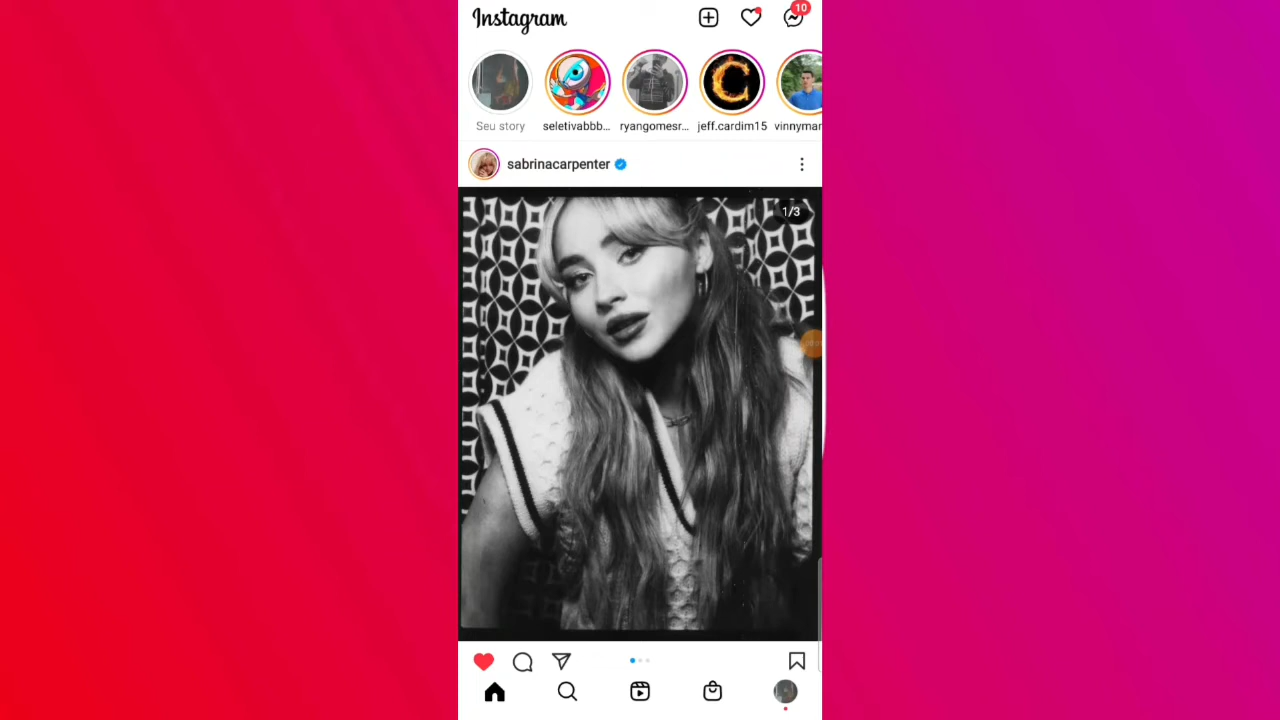 Instagram
10
Seu story
seletivabbb...
ryangomesr...
jeff.cardim15
vinnymar
sabrinacarpenter
1/3